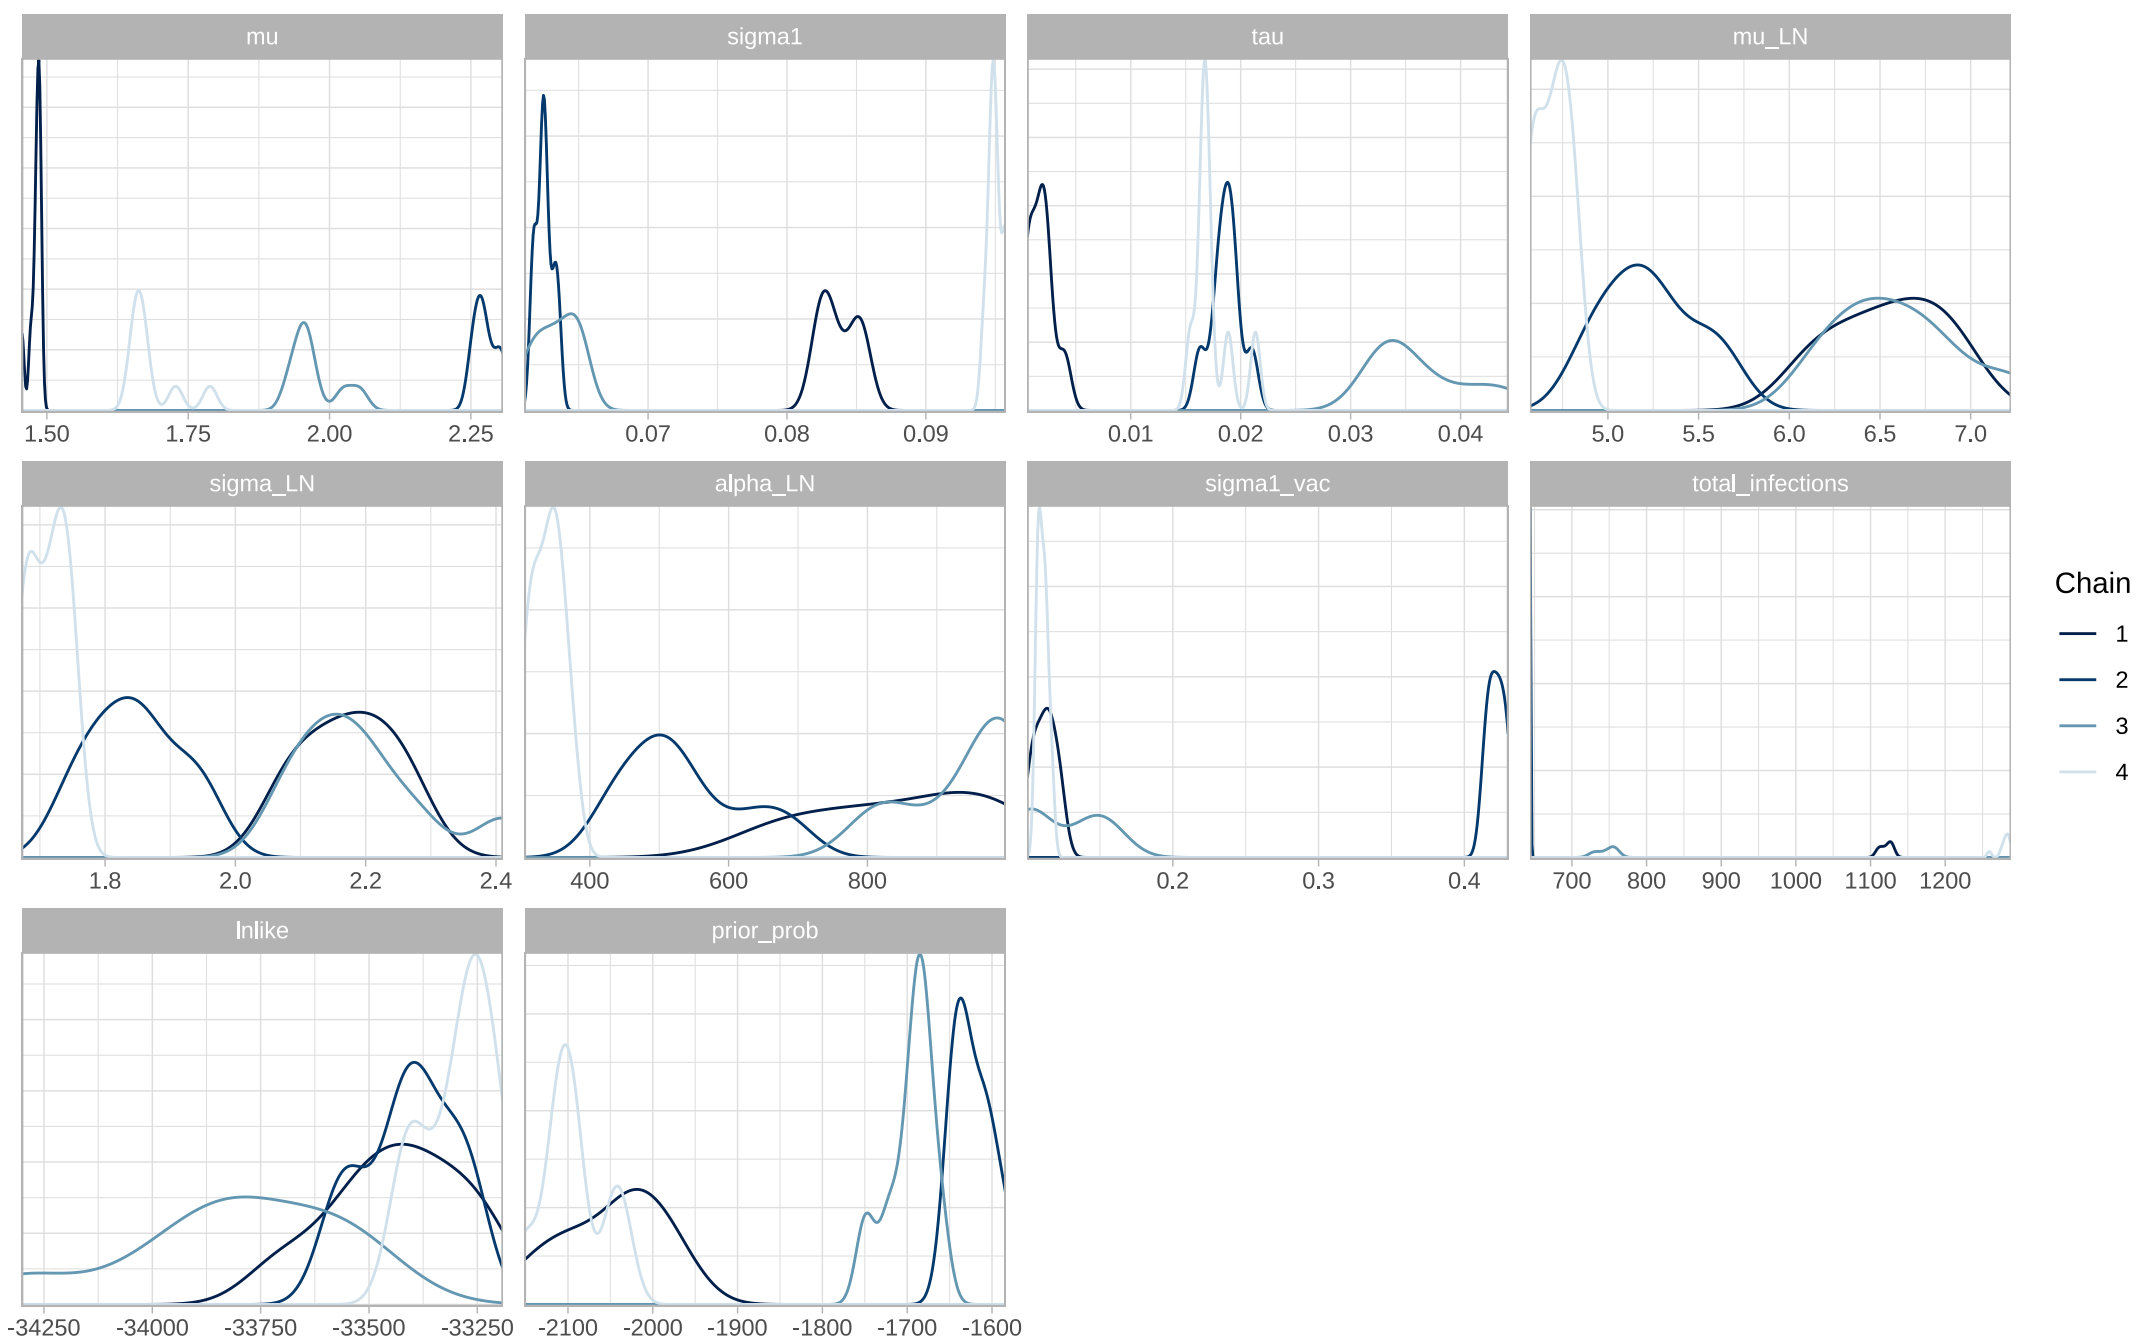 mu sigma1 tau mu_LN
1.50 1.75 2.00 2.25 0.07 0.08 0.09 0.01 0.02 0.03 0.04 5.0 5.5 6.0 6.5 7.0
sigma_LN alpha_LN sigma1_vac total_infections
1.8 2.0 2.2 2.4 400 600 800 0.2 0.3 0.4 700 800 900 1000 1100 1200
lnlike prior_prob
-34250 -34000 -33750 -33500 -33250 -2100 -2000 -1900 -1800 -1700 -1600
Chain
1
2
3
4